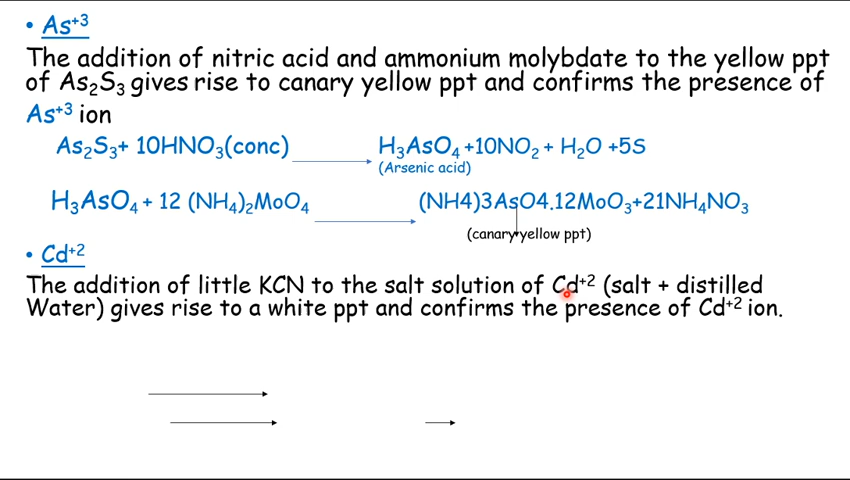 • As⁺³
The addition of nitric acid and ammonium molybdate to the yellow ppt
of As₂S₃ gives rise to canary yellow ppt and confirms the presence of
As⁺³ ion
As₂S₃+ 10HNO₃(conc) H₃AsO₄ +10NO₂ + H₂O +5S
(Arsenic acid)
H₃AsO₄ + 12 (NH₄)₂MoO₄ (NH4)3AsO4.12MoO₃+21NH₄NO₃
(canary yellow ppt)
• Cd⁺²
The addition of little KCN to the salt solution of Cd⁺² (salt + distilled
Water) gives rise to a white ppt and confirms the presence of Cd⁺² ion.